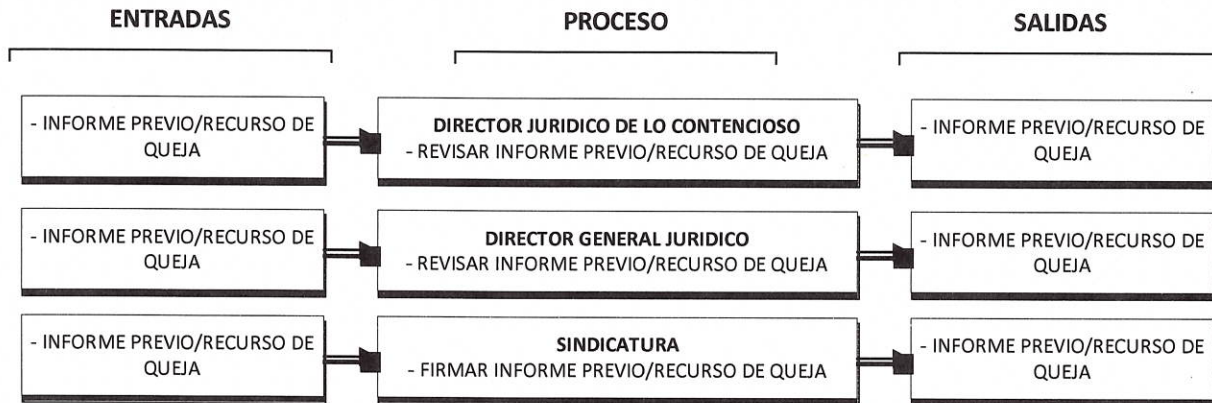 ENTRADAS
PROCESO
SALIDAS
- INFORME PREVIO/RECURSO DE
QUEJA
DIRECTOR JURIDICO DE LO CONTENCIOSO
- REVISAR INFORME PREVIO/RECURSO DE QUEJA
- INFORME PREVIO/RECURSO DE
QUEJA
- INFORME PREVIO/RECURSO DE
QUEJA
DIRECTOR GENERAL JURIDICO
- REVISAR INFORME PREVIO/RECURSO DE QUEJA
- INFORME PREVIO/RECURSO DE
QUEJA
- INFORME PREVIO/RECURSO DE
QUEJA
SINDICATURA
- FIRMAR INFORME PREVIO/RECURSO DE QUEJA
- INFORME PREVIO/RECURSO DE
QUEJA